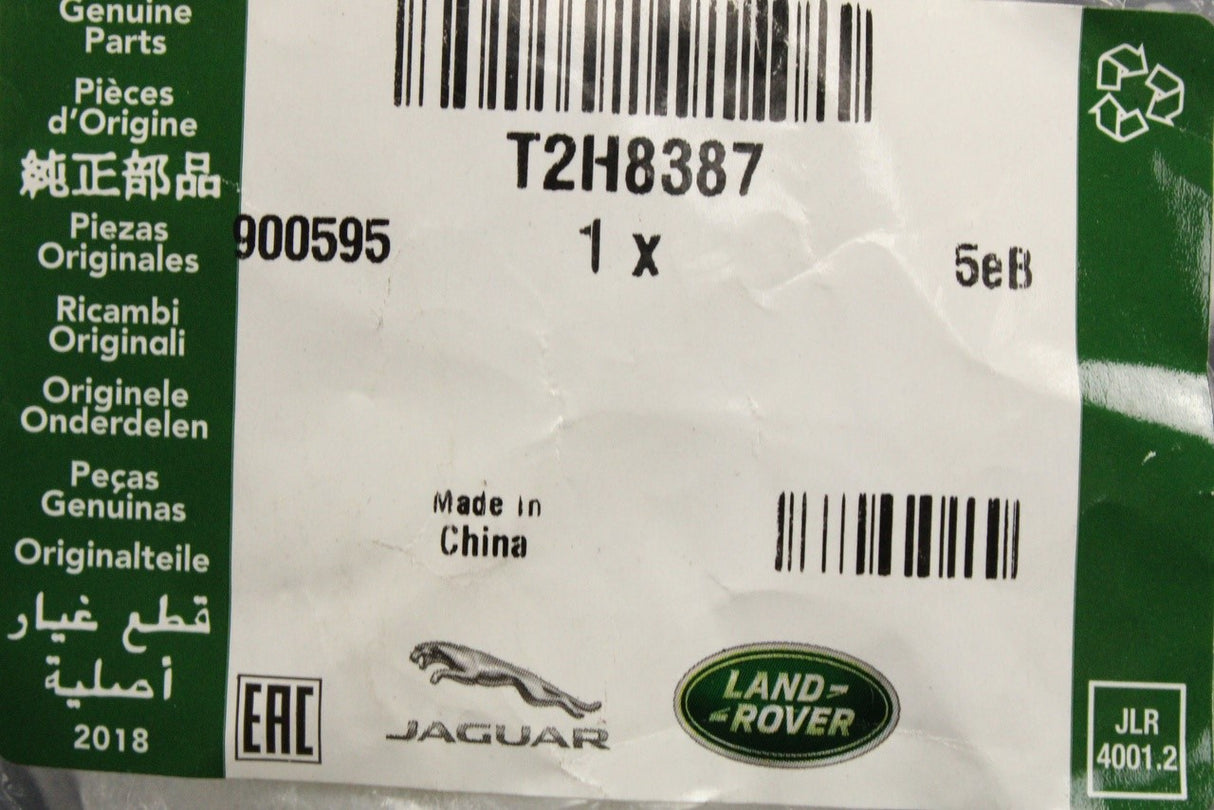 Genuine
Parts
Pièces
d'Origine
純正部品
Piezas
Originales
Ricambi
Originali
Originele
Onderdelen
Peças
Genuinas
Originalteile
قطع غيار
أصلية
2018
T2H8387
900595
1 x
5eB
Made in
China
EAC
JAGUAR
LAND-
-ROVER
JLR
4001.2